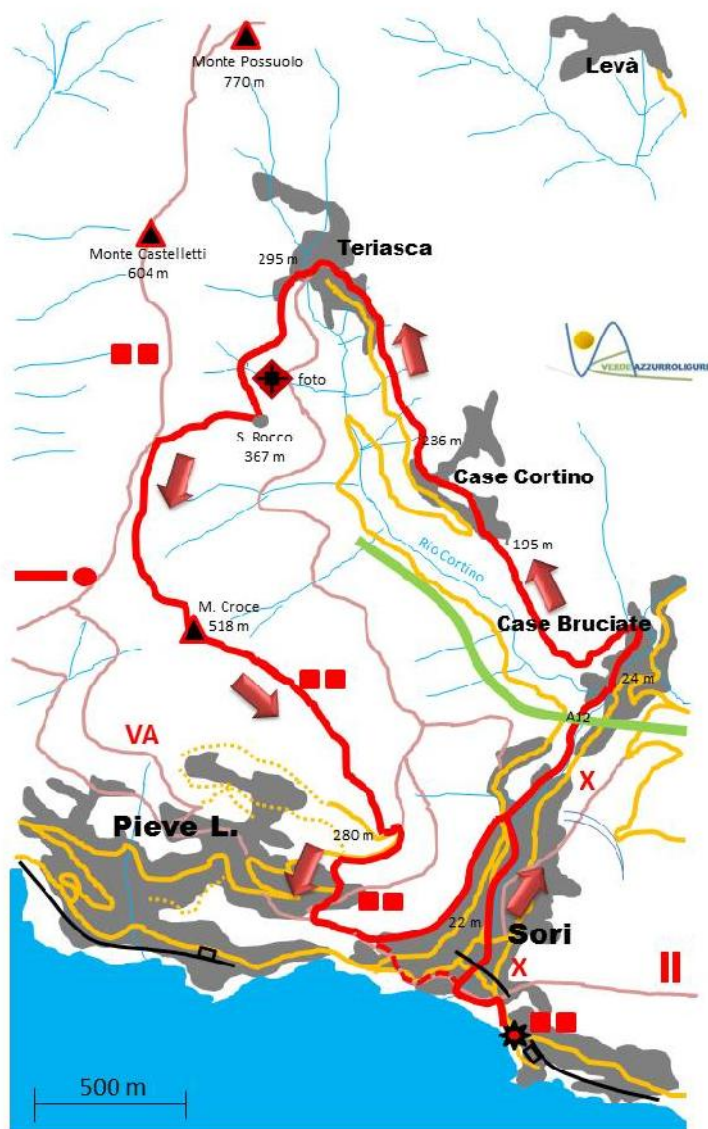 Monte Possuolo
770 m
Levà
Teriasca
295 m
Monte Castelletti
604 m
VERDEAZZURROLIGURE
foto
S. Rocco
367 m
236 m
Case Cortino
195 m
Rio Cortino
M. Croce
518 m
Case Bruciate
24 m
A12
VA
X
Pieve L.
280 m
22 m
Sori
X
II
500 m